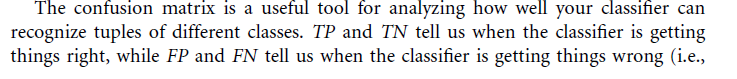 The confusion matrix is a useful tool for analyzing how well your classifier can
recognize tuples of different classes. TP and TN tell us when the classifier is getting
things right, while FP and FN tell us when the classifier is getting things wrong (i.e.,